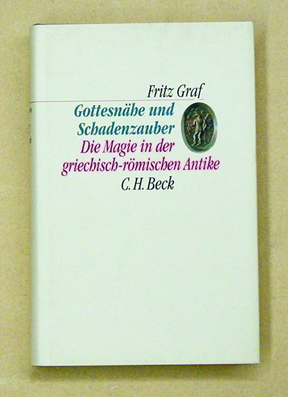 Fritz Graf
Gottesnähe und
Schadenzauber
Die Magie in der
griechisch-römischen Antike
C. H. Beck